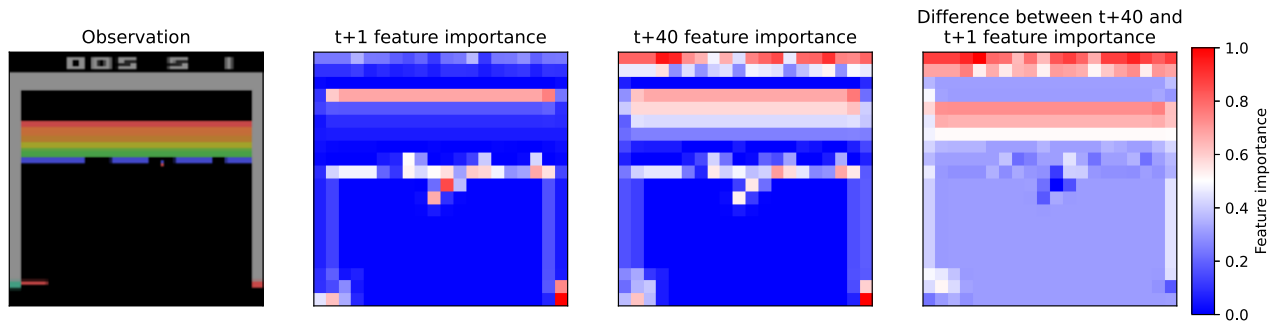 Observation
t+1 feature importance
t+40 feature importance
Difference between t+40 and
t+1 feature importance
005 5 1
1.0
0.8
0.6
0.4
0.2
0.0
Feature importance